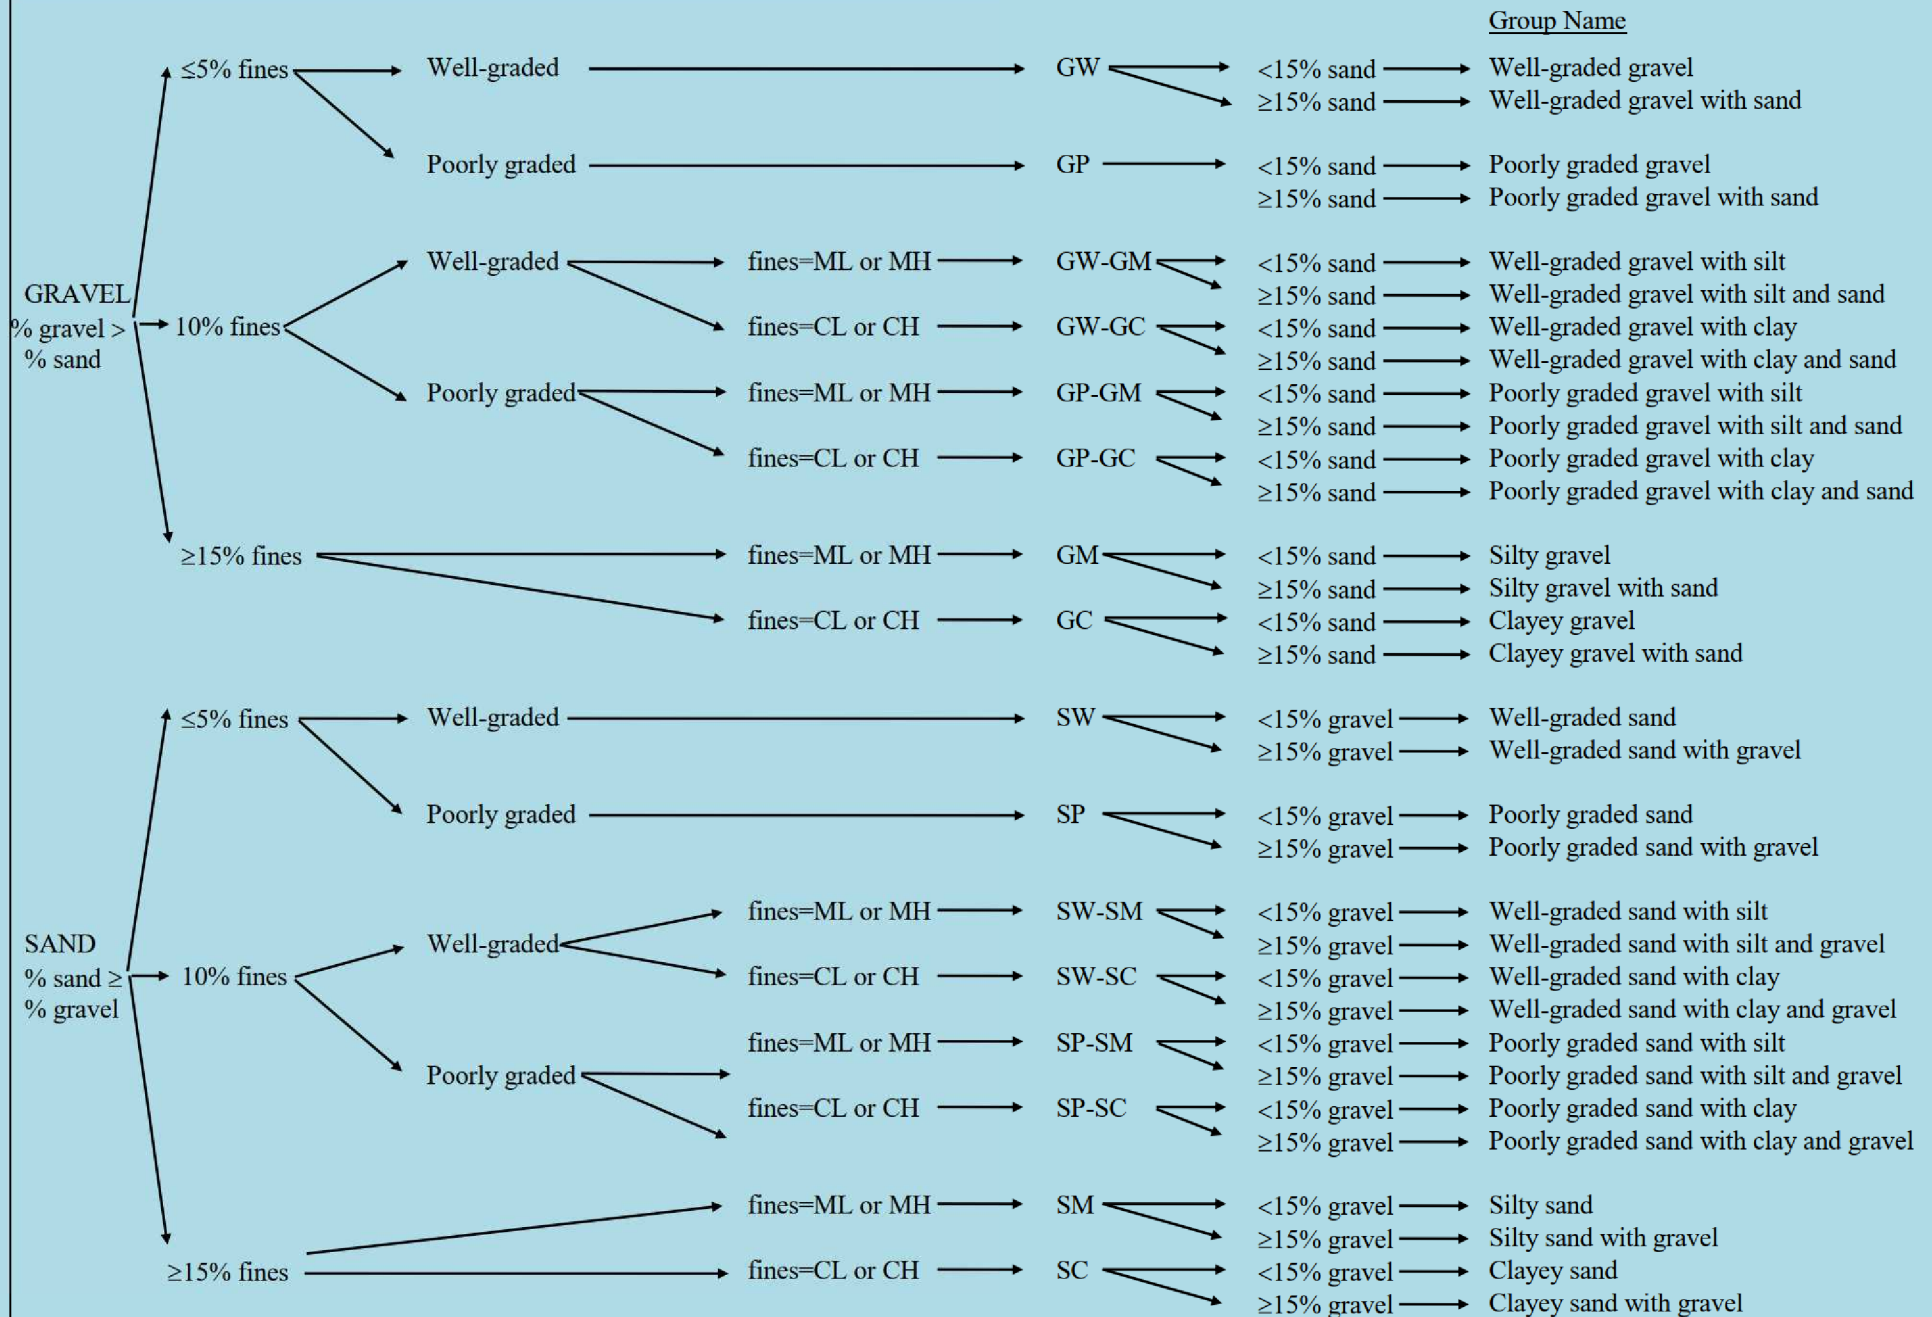 Group Name
≤5% fines Well-graded GW <15% sand Well-graded gravel
≥15% sand Well-graded gravel with sand
Poorly graded GP <15% sand Poorly graded gravel
≥15% sand Poorly graded gravel with sand
Well-graded fines=ML or MH GW-GM <15% sand Well-graded gravel with silt
GRAVEL ≥15% sand Well-graded gravel with silt and sand
% gravel > 10% fines fines=CL or CH GW-GC <15% sand Well-graded gravel with clay
% sand ≥15% sand Well-graded gravel with clay and sand
Poorly graded fines=ML or MH GP-GM <15% sand Poorly graded gravel with silt
≥15% sand Poorly graded gravel with silt and sand
fines=CL or CH GP-GC <15% sand Poorly graded gravel with clay
≥15% sand Poorly graded gravel with clay and sand
≥15% fines fines=ML or MH GM <15% sand Silty gravel
≥15% sand Silty gravel with sand
fines=CL or CH GC <15% sand Clayey gravel
≥15% sand Clayey gravel with sand
≤5% fines Well-graded SW <15% gravel Well-graded sand
≥15% gravel Well-graded sand with gravel
Poorly graded SP <15% gravel Poorly graded sand
≥15% gravel Poorly graded sand with gravel
fines=ML or MH SW-SM <15% gravel Well-graded sand with silt
SAND Well-graded ≥15% gravel Well-graded sand with silt and gravel
% sand ≥ 10% fines fines=CL or CH SW-SC <15% gravel Well-graded sand with clay
% gravel ≥15% gravel Well-graded sand with clay and gravel
fines=ML or MH SP-SM <15% gravel Poorly graded sand with silt
Poorly graded ≥15% gravel Poorly graded sand with silt and gravel
fines=CL or CH SP-SC <15% gravel Poorly graded sand with clay
≥15% gravel Poorly graded sand with clay and gravel
fines=ML or MH SM <15% gravel Silty sand
≥15% gravel Silty sand with gravel
≥15% fines fines=CL or CH SC <15% gravel Clayey sand
≥15% gravel Clayey sand with gravel